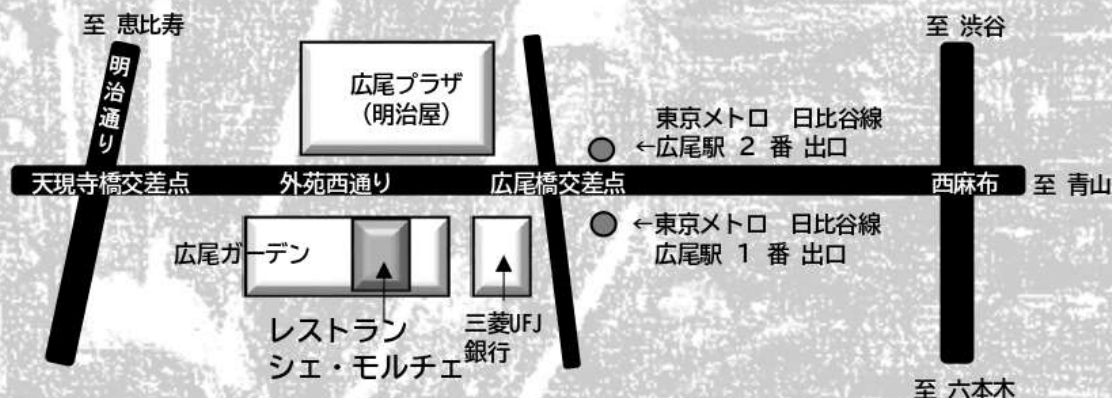 至 恵比寿
至 渋谷
明治通り
広尾プラザ
(明治屋)
東京メトロ 日比谷線
←広尾駅 2 番 出口
天現寺橋交差点
外苑西通り
広尾橋交差点
西麻布
至 青山
広尾ガーデン
←東京メトロ 日比谷線
広尾駅 1 番 出口
レストラン
シェ・モルチェ
三菱UFJ
銀行
至 六本木